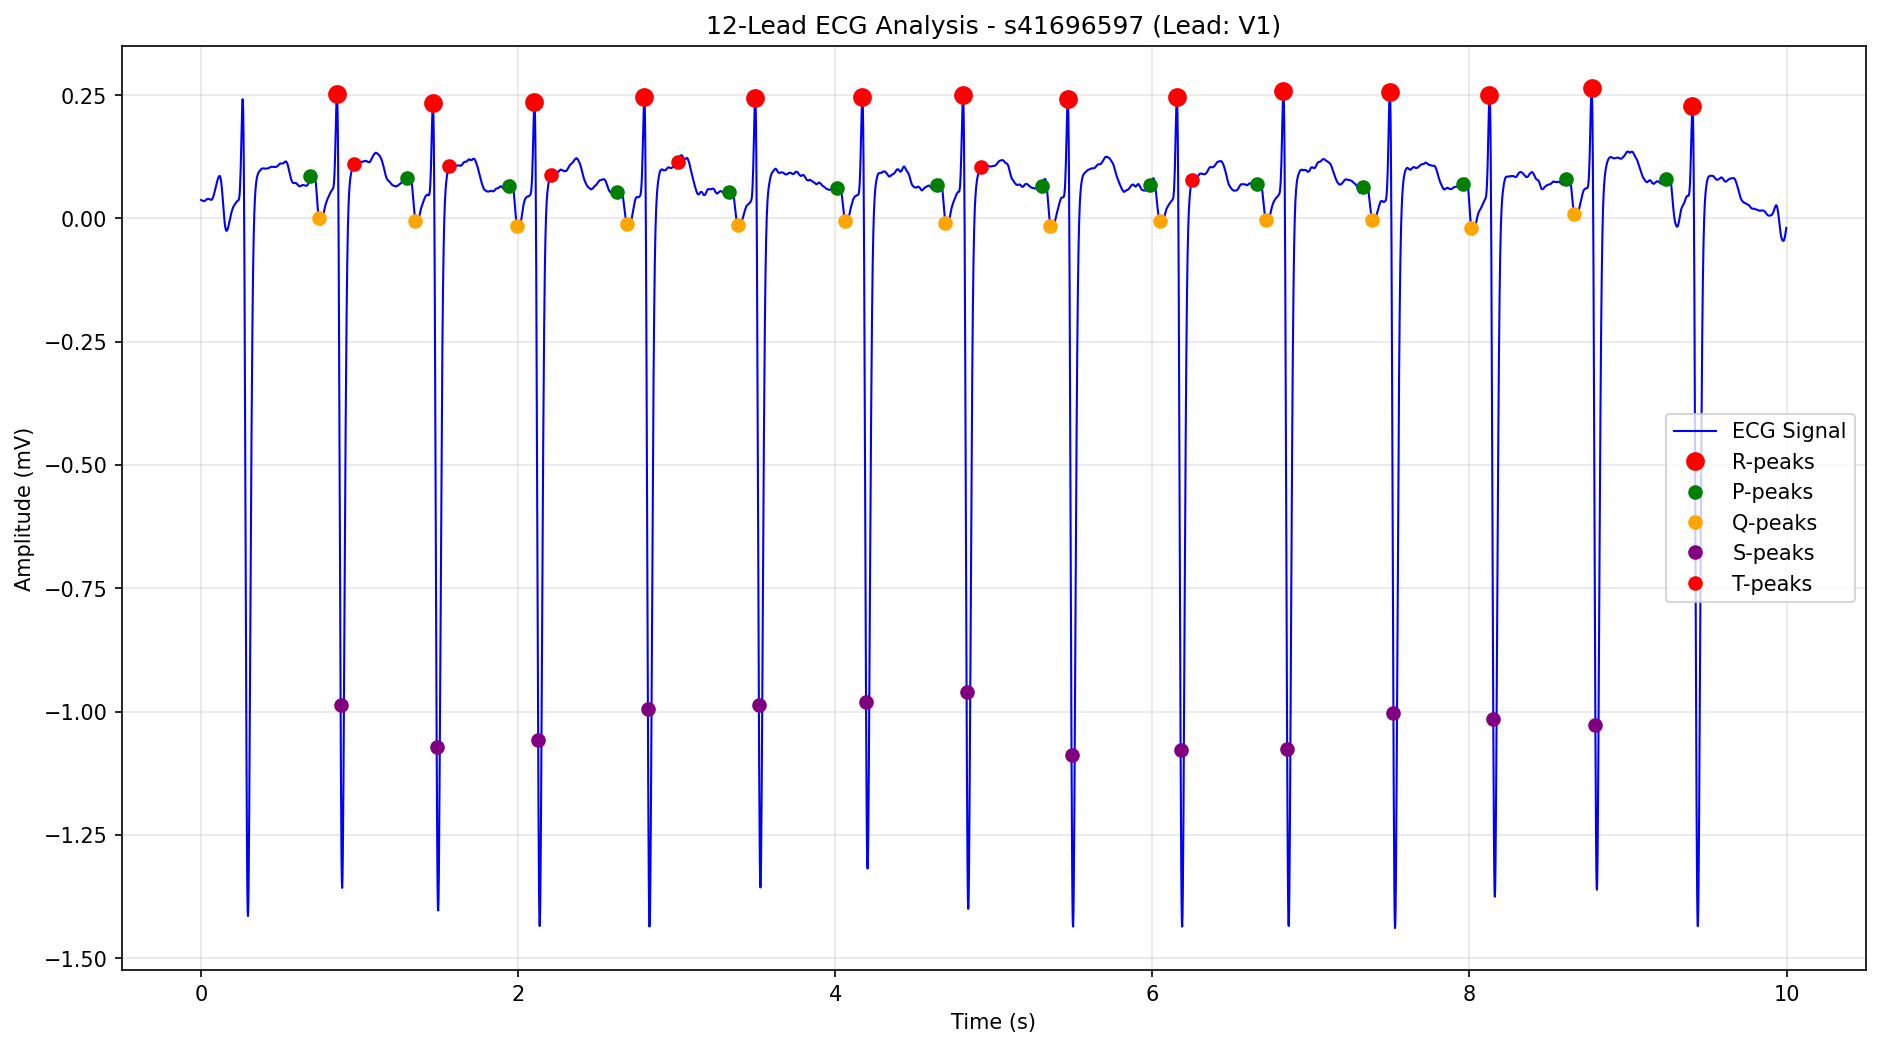 12-Lead ECG Analysis - s41696597 (Lead: V1)
0.25
0.00
−0.25
−0.50
−0.75
−1.00
−1.25
−1.50
Amplitude (mV)
ECG Signal
R-peaks
P-peaks
Q-peaks
S-peaks
T-peaks
0 2 4 6 8 10
Time (s)